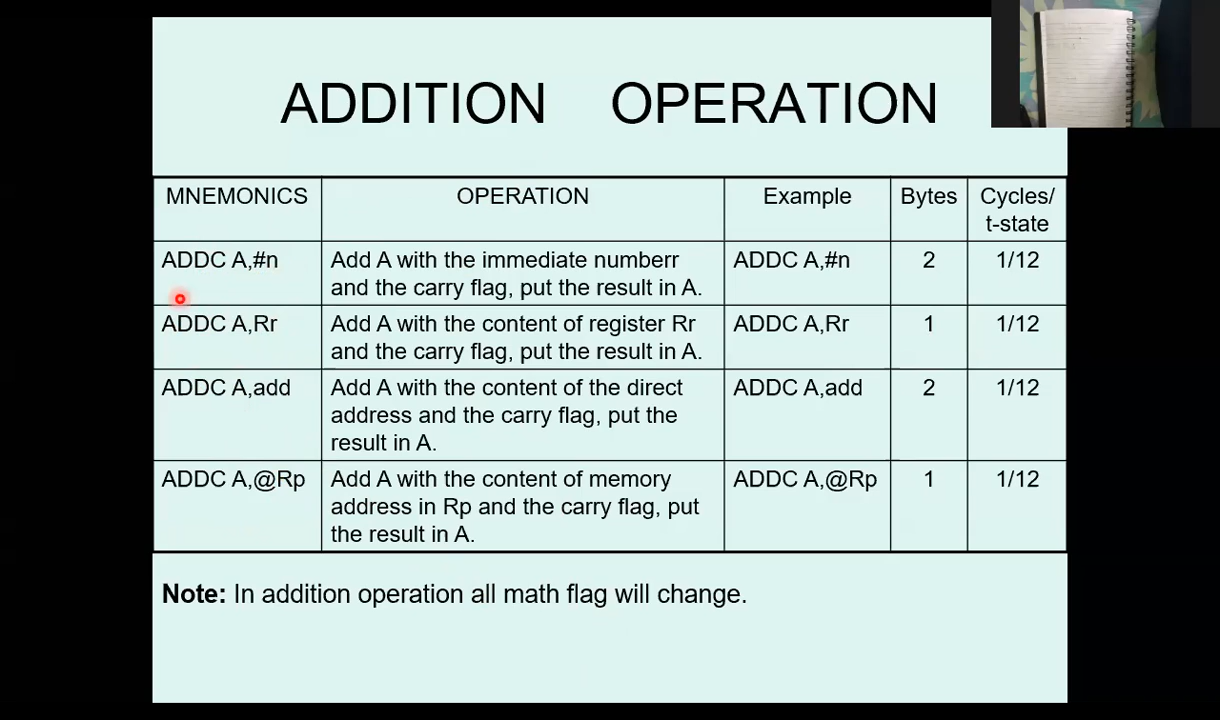 ADDITION OPERATION
MNEMONICS OPERATION Example Bytes Cycles/
t-state
ADDC A,#n Add A with the immediate numberr ADDC A,#n 2 1/12
and the carry flag, put the result in A.
ADDC A,Rr Add A with the content of register Rr ADDC A,Rr 1 1/12
and the carry flag, put the result in A.
ADDC A,add Add A with the content of the direct ADDC A,add 2 1/12
address and the carry flag, put the
result in A.
ADDC A,@Rp Add A with the content of memory ADDC A,@Rp 1 1/12
address in Rp and the carry flag, put
the result in A.
Note: In addition operation all math flag will change.